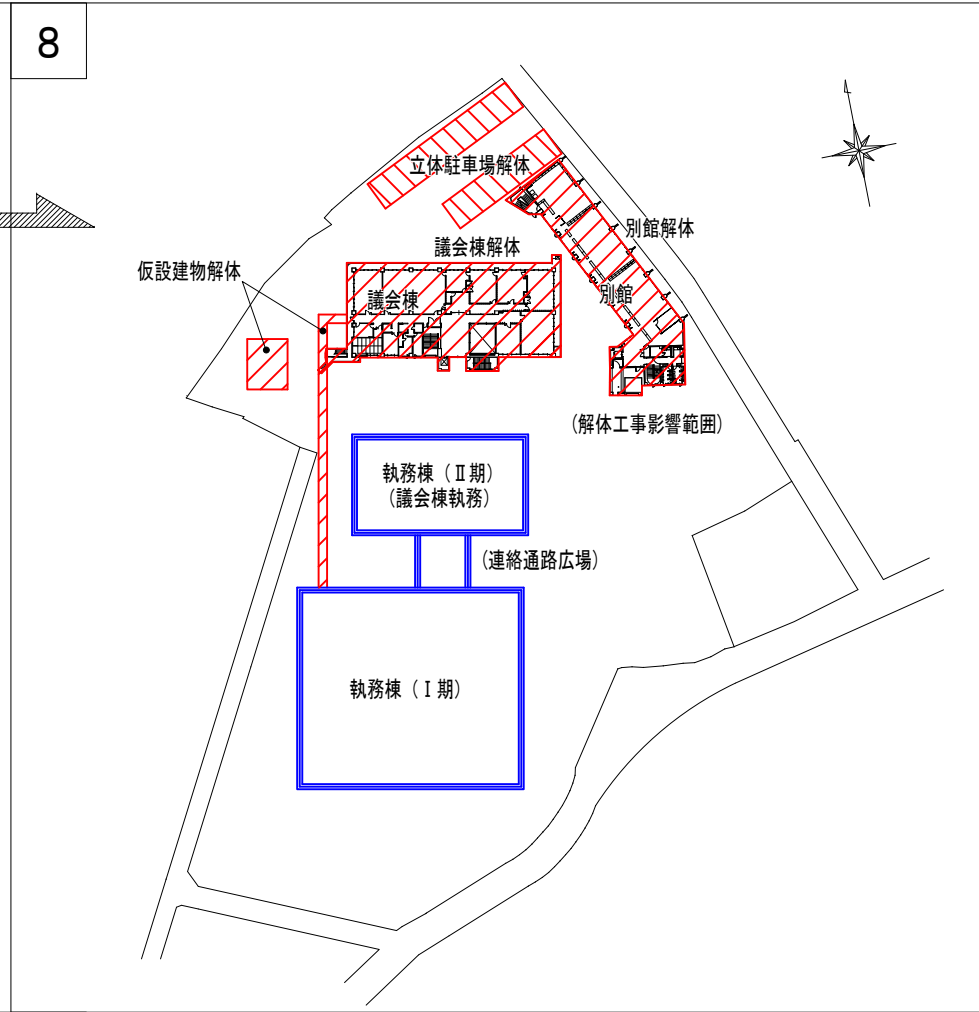 8
立体駐車場解体
別館解体
議会棟解体
仮設建物解体
議会棟
別館
(解体工事影響範囲)
執務棟（Ⅱ期）
(議会棟執務)
(連絡通路広場)
執務棟（Ⅰ期）